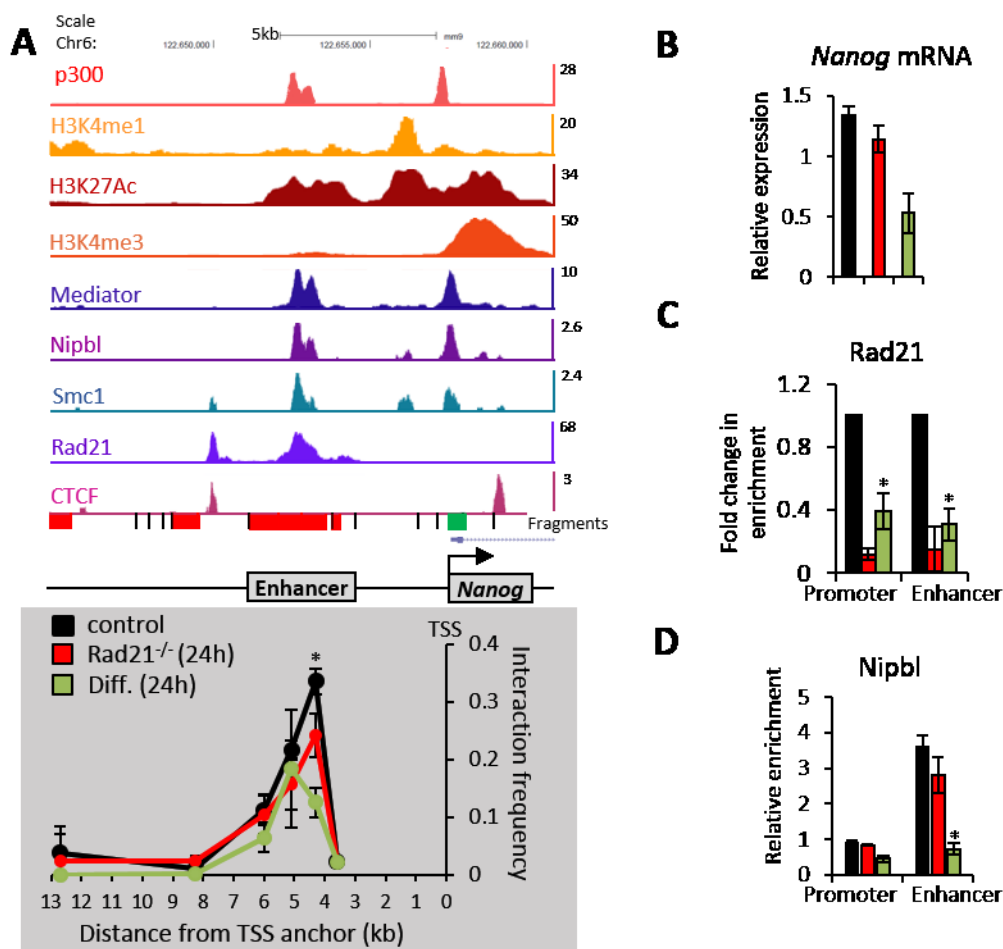 A
Scale
Chr6:
5kb
mm9
122.650.000
122.655.000
122.660.000
p300
28
H3K4me1
20
H3K27Ac
34
H3K4me3
50
Mediator
10
Nipbl
2.6
Smc1
2.4
Rad21
68
CTCF
3
Fragments
Enhancer
Nanog
control
Rad21-/- (24h)
Diff. (24h)
TSS
*
0.4
0.3
0.2
0.1
0
Interaction frequency
13 12 11 10 9 8 7 6 5 4 3 2 1 0
Distance from TSS anchor (kb)
B
Nanog mRNA
Relative expression
1.5
1
0.5
0
C
Rad21
Fold change in
enrichment
1.2
0.8
0.4
0
*
*
Promoter Enhancer
D
Nipbl
Relative enrichment
5
4
3
2
1
0
*
Promoter Enhancer